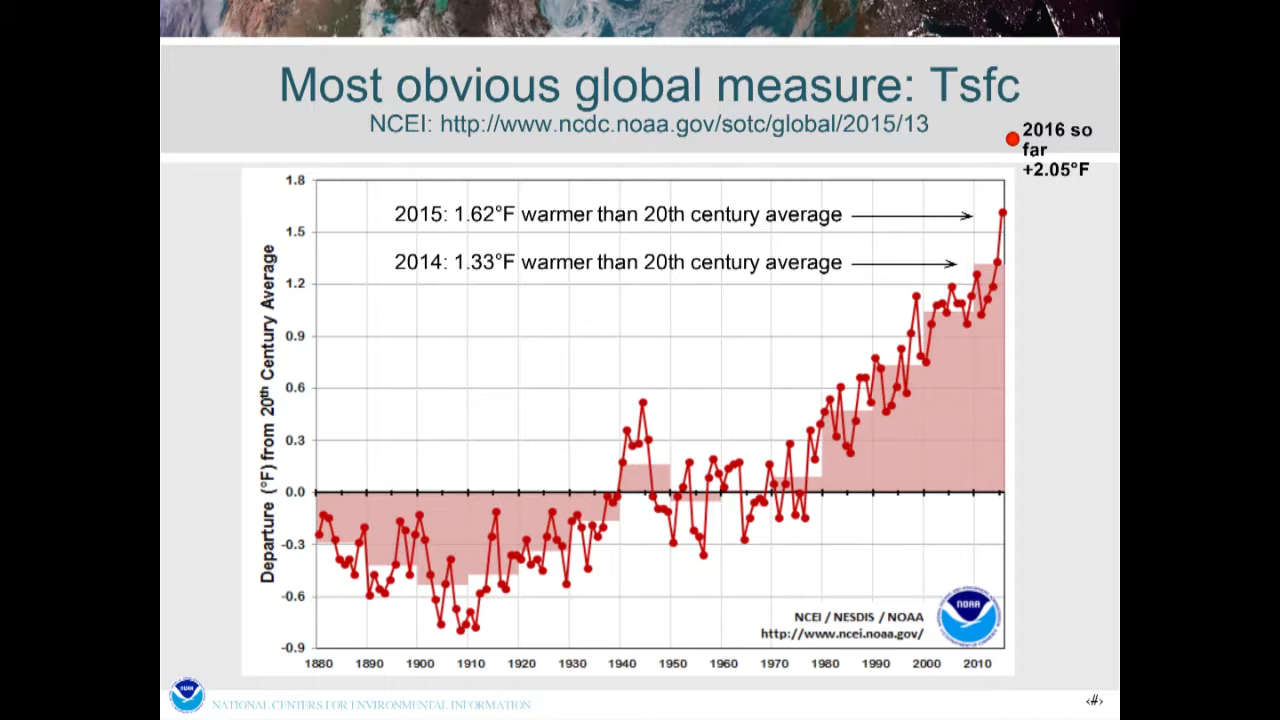 Most obvious global measure: Tsfc
NCEI: http://www.ncdc.noaa.gov/sotc/global/2015/13
2016 so
far
+2.05°F
2015: 1.62°F warmer than 20th century average
2014: 1.33°F warmer than 20th century average
Departure (°F) from 20th Century Average
1.8
1.5
1.2
0.9
0.6
0.3
0.0
-0.3
-0.6
-0.9
1880 1890 1900 1910 1920 1930 1940 1950 1960 1970 1980 1990 2000 2010
NCEI / NESDIS / NOAA
http://www.ncei.noaa.gov/
NOAA
NOAA
NATIONAL CENTERS FOR ENVIRONMENTAL INFORMATION
‹#›